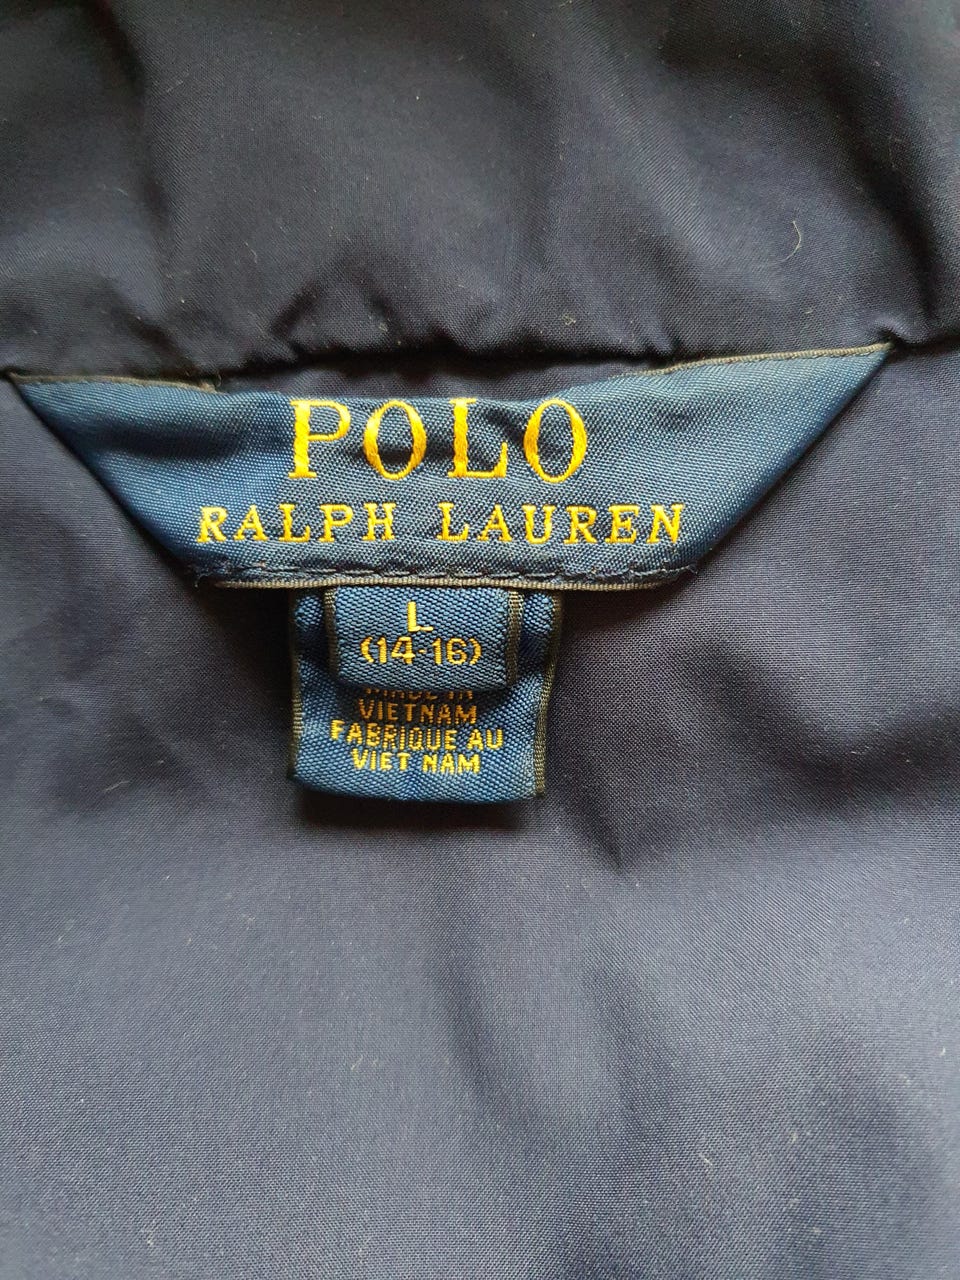 POLO
RALPH LAUREN
L
(14-16)
MADE IN
VIETNAM
FABRIQUE AU
VIET NAM